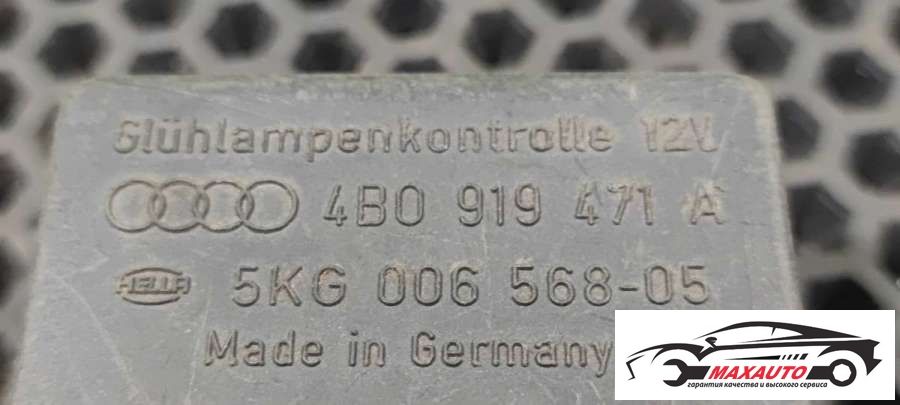 Glühlampenkontrolle 12V
4B0 919 471 A
HELLA
5KG 006 568-05
Made in Germany
MAXAUTO
гарантия качества и высокого сервиса